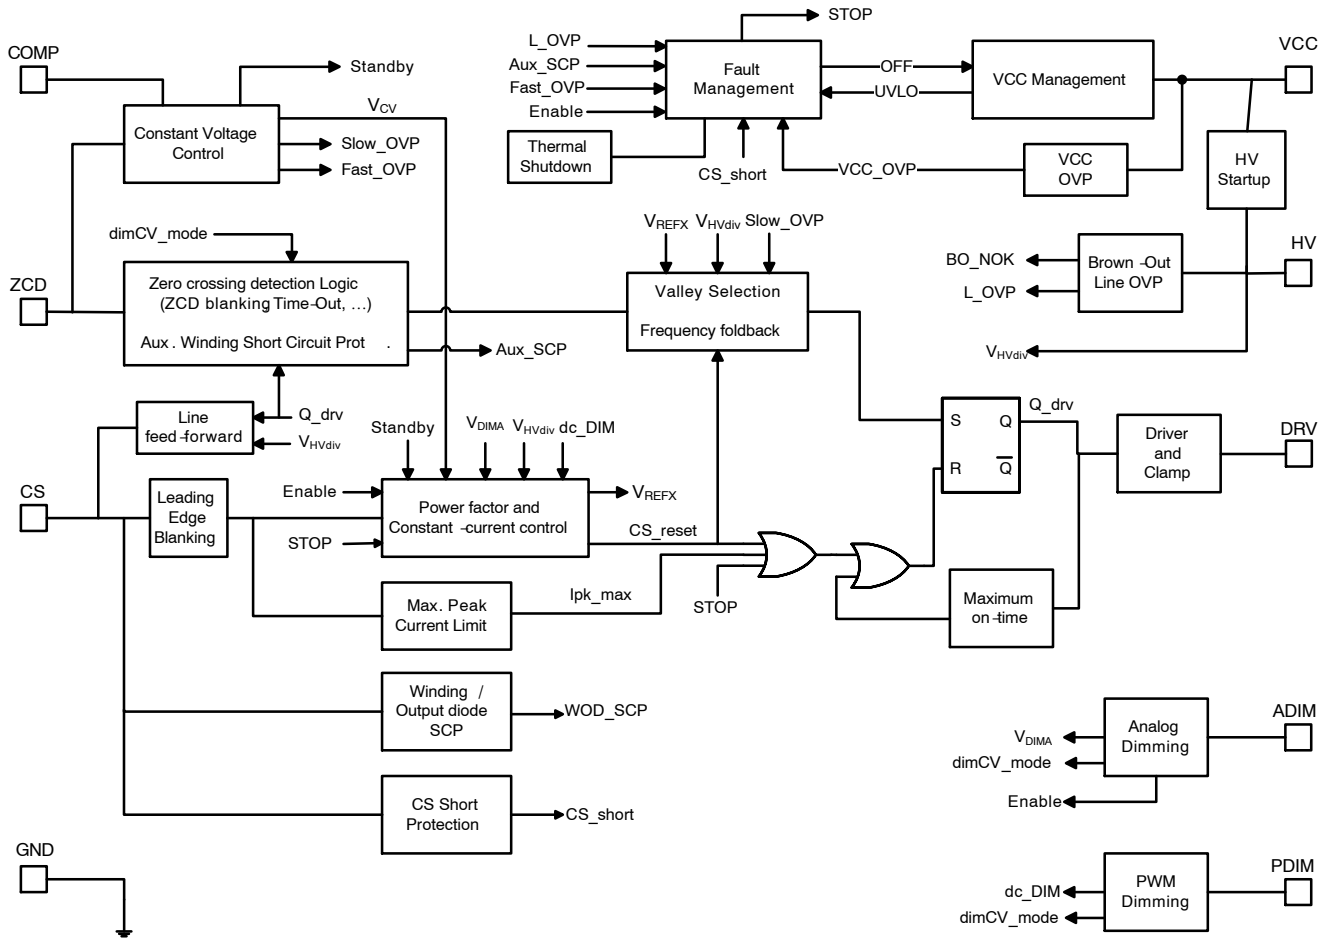 COMP
Standby
V_CV
Constant Voltage
Control
Slow_OVP
Fast_OVP
STOP
L_OVP
Aux_SCP
Fast_OVP
Enable
Fault
Management
OFF
UVLO
VCC Management
VCC
Thermal
Shutdown
CS_short
VCC_OVP
VCC
OVP
HV
Startup
dimCV_mode
ZCD
Zero crossing detection Logic
(ZCD blanking Time-Out, ...)
Aux. Winding Short Circuit Prot .
Aux_SCP
V_REFX
V_HVdiv
Slow_OVP
Valley Selection
Frequency foldback
BO_NOK
L_OVP
V_HVdiv
Brown-Out
Line OVP
HV
Line
feed-forward
Q_drv
V_HVdiv
Standby
V_DIMA
V_HVdiv
dc_DIM
CS
Leading
Edge
Blanking
Enable
STOP
Power factor and
Constant -current control
V_REFX
CS_reset
S
Q
R
Q̅
Q_drv
Driver
and
Clamp
DRV
Max. Peak
Current Limit
Ipk_max
STOP
Maximum
on-time
Winding /
Output diode
SCP
WOD_SCP
CS Short
Protection
CS_short
V_DIMA
dimCV_mode
Enable
Analog
Dimming
ADIM
GND
dc_DIM
dimCV_mode
PWM
Dimming
PDIM